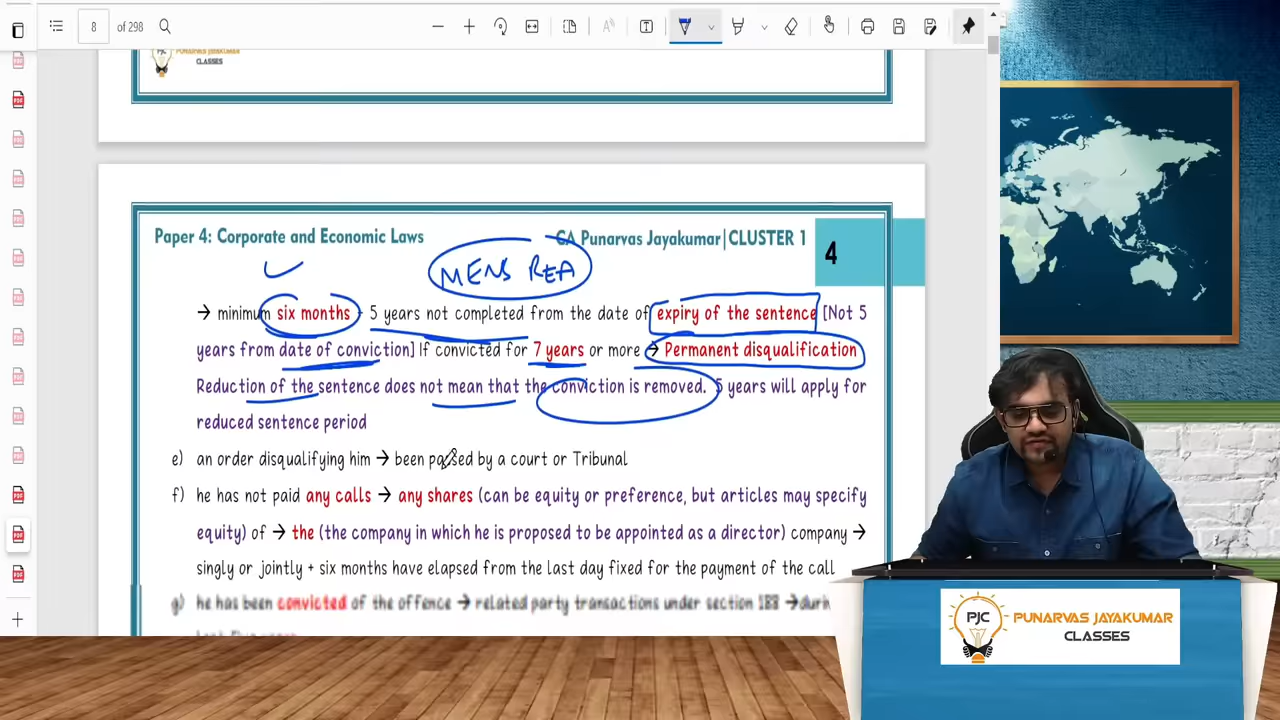 8 of 298
PJC PUNARVAS JAYAKUMAR
CLASSES
Paper 4: Corporate and Economic Laws
CA Punarvas Jayakumar|CLUSTER 1
4
MENS REA
→ minimum six months + 5 years not completed from the date of expiry of the sentence [Not 5
years from date of conviction] If convicted for 7 years or more → Permanent disqualification
Reduction of the sentence does not mean that the conviction is removed. 5 years will apply for
reduced sentence period
e) an order disqualifying him → been passed by a court or Tribunal
f) he has not paid any calls → any shares (can be equity or preference, but articles may specify
equity) of → the (the company in which he is proposed to be appointed as a director) company →
singly or jointly + six months have elapsed from the last day fixed for the payment of the call
g) he has been convicted of the offence → related party transactions under section 188 →durin
PJC PUNARVAS JAYAKUMAR
CLASSES